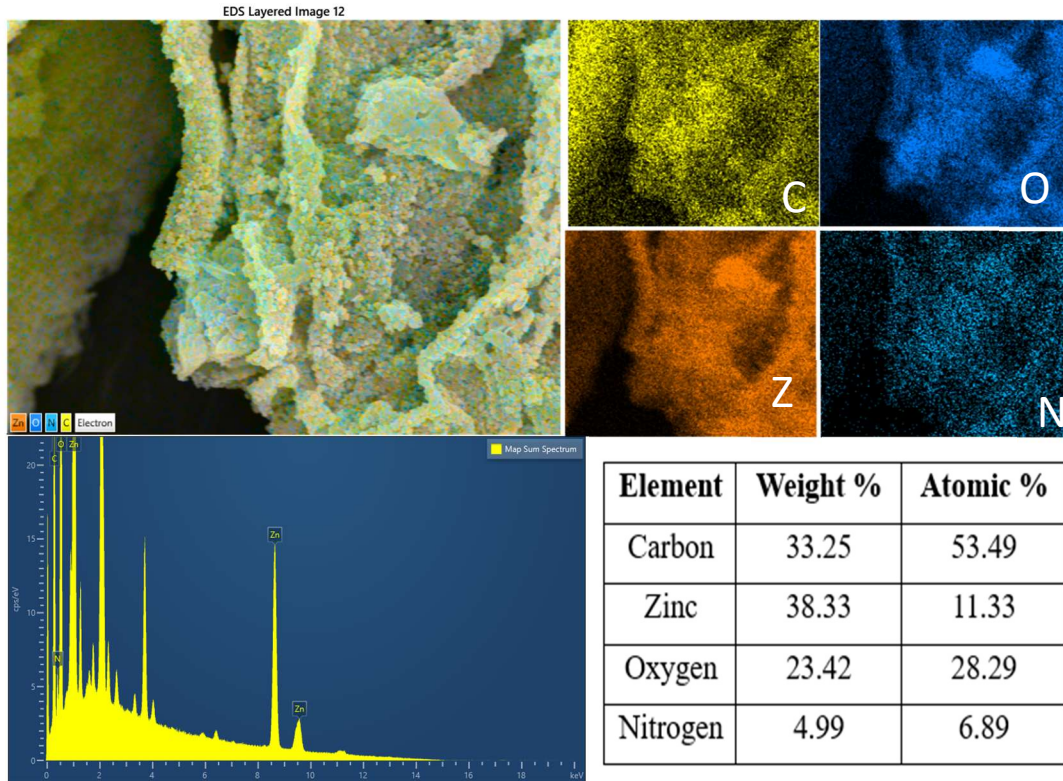 EDS Layered Image 12
Zn O N C Electron
C
O
Z
N
Map Sum Spectrum
C O Zn
N
Zn
Zn
cps/eV
20
15
10
5
0
0 2 4 6 8 10 12 14 16 18 keV
Element Weight % Atomic %
Carbon 33.25 53.49
Zinc 38.33 11.33
Oxygen 23.42 28.29
Nitrogen 4.99 6.89